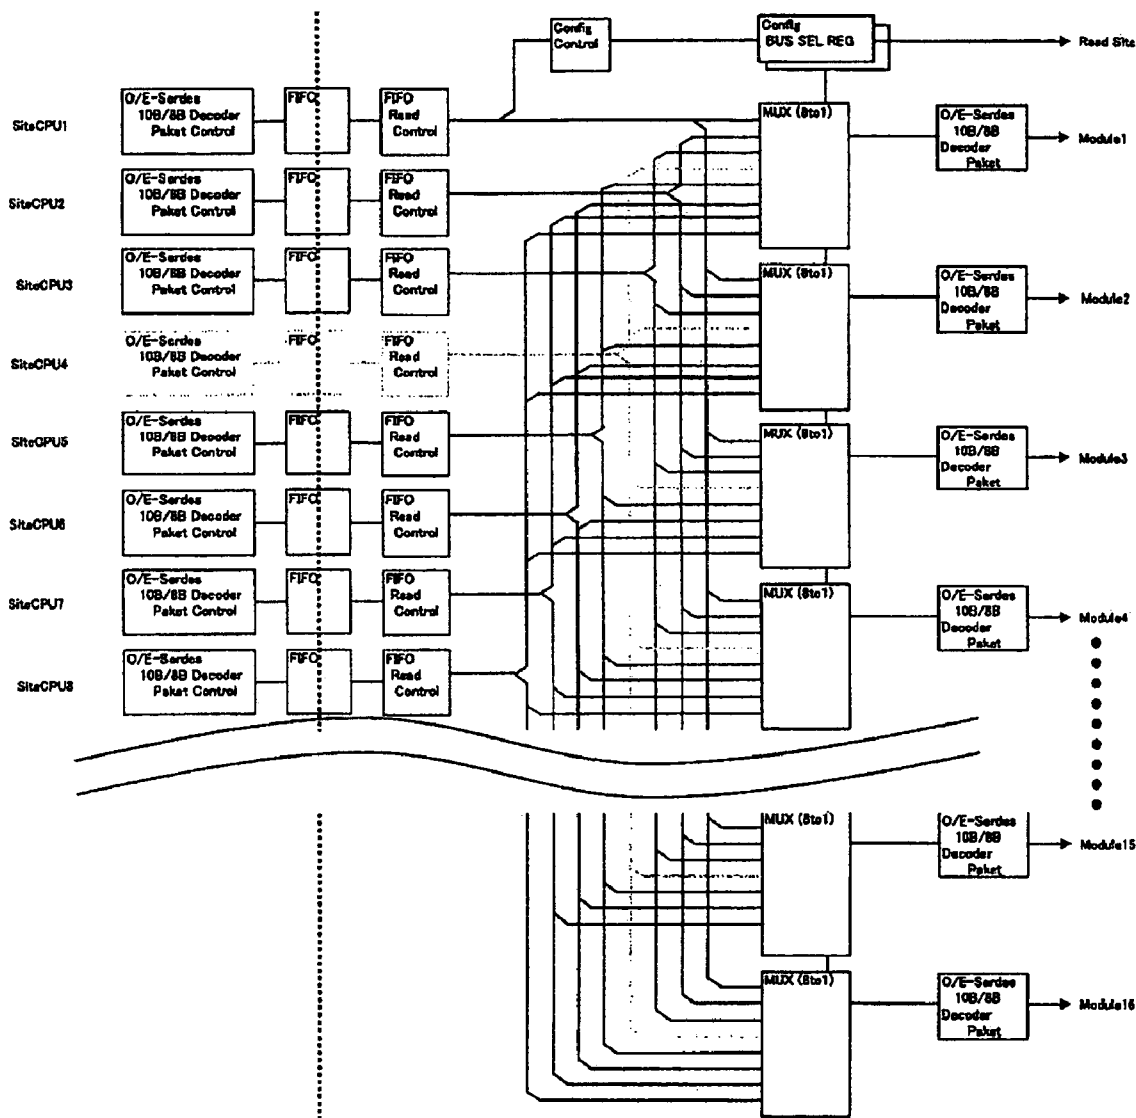 Config
Control
Config
BUS SEL REG
Read Site
SiteCPU1
O/E-Serdes
10B/8B Decoder
Paket Control
FIFO
FIFO
Read
Control
MUX (8to1)
O/E-Serdes
10B/8B
Decoder
Paket
Module1
SiteCPU2
O/E-Serdes
10B/8B Decoder
Paket Control
FIFO
FIFO
Read
Control
SiteCPU3
O/E-Serdes
10B/8B Decoder
Paket Control
FIFO
FIFO
Read
Control
MUX (8to1)
O/E-Serdes
10B/8B
Decoder
Paket
Module2
SiteCPU4
O/E-Serdes
10B/8B Decoder
Paket Control
FIFO
FIFO
Read
Control
SiteCPU5
O/E-Serdes
10B/8B Decoder
Paket Control
FIFO
FIFO
Read
Control
MUX (8to1)
O/E-Serdes
10B/8B
Decoder
Paket
Module3
SiteCPU6
O/E-Serdes
10B/8B Decoder
Paket Control
FIFO
FIFO
Read
Control
SiteCPU7
O/E-Serdes
10B/8B Decoder
Paket Control
FIFO
FIFO
Read
Control
MUX (8to1)
O/E-Serdes
10B/8B
Decoder
Paket
Module4
SiteCPU8
O/E-Serdes
10B/8B Decoder
Paket Control
FIFO
FIFO
Read
Control
MUX (8to1)
O/E-Serdes
10B/8B
Decoder
Paket
Module15
MUX (8to1)
O/E-Serdes
10B/8B
Decoder
Paket
Module16